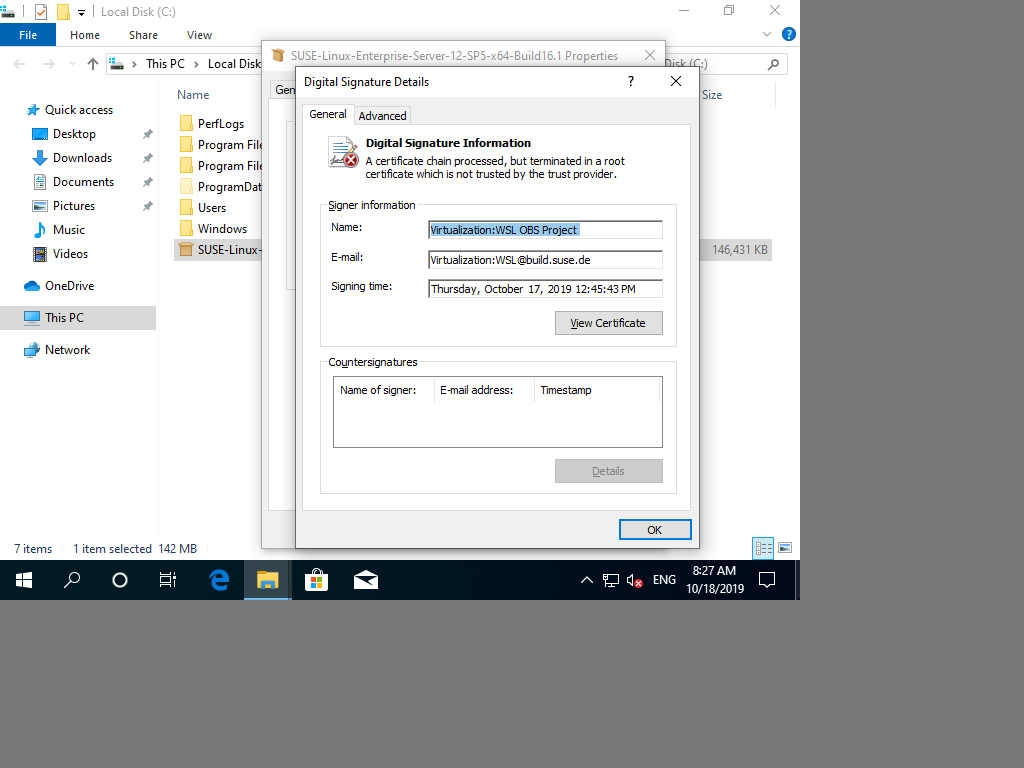 Local Disk (C:)
File Home Share View
SUSE-Linux-Enterprise-Server-12-SP5-x64-Build16.1 Properties
This PC Local Disk
Disk (C:)
Gen
Digital Signature Details
?
General Advanced
Digital Signature Information
A certificate chain processed, but terminated in a root
certificate which is not trusted by the trust provider.
Signer information
Name: Virtualization:WSL OBS Project
E-mail: Virtualization:WSL@build.suse.de
Signing time: Thursday, October 17, 2019 12:45:43 PM
View Certificate
Countersignatures
Name of signer: E-mail address: Timestamp
Details
OK
Quick access
Desktop
Downloads
Documents
Pictures
Music
Videos
OneDrive
This PC
Network
Name
Size
PerfLogs
Program File
Program File
ProgramDat
Users
Windows
SUSE-Linux-
146,431 KB
7 items 1 item selected 142 MB
ENG
8:27 AM
10/18/2019